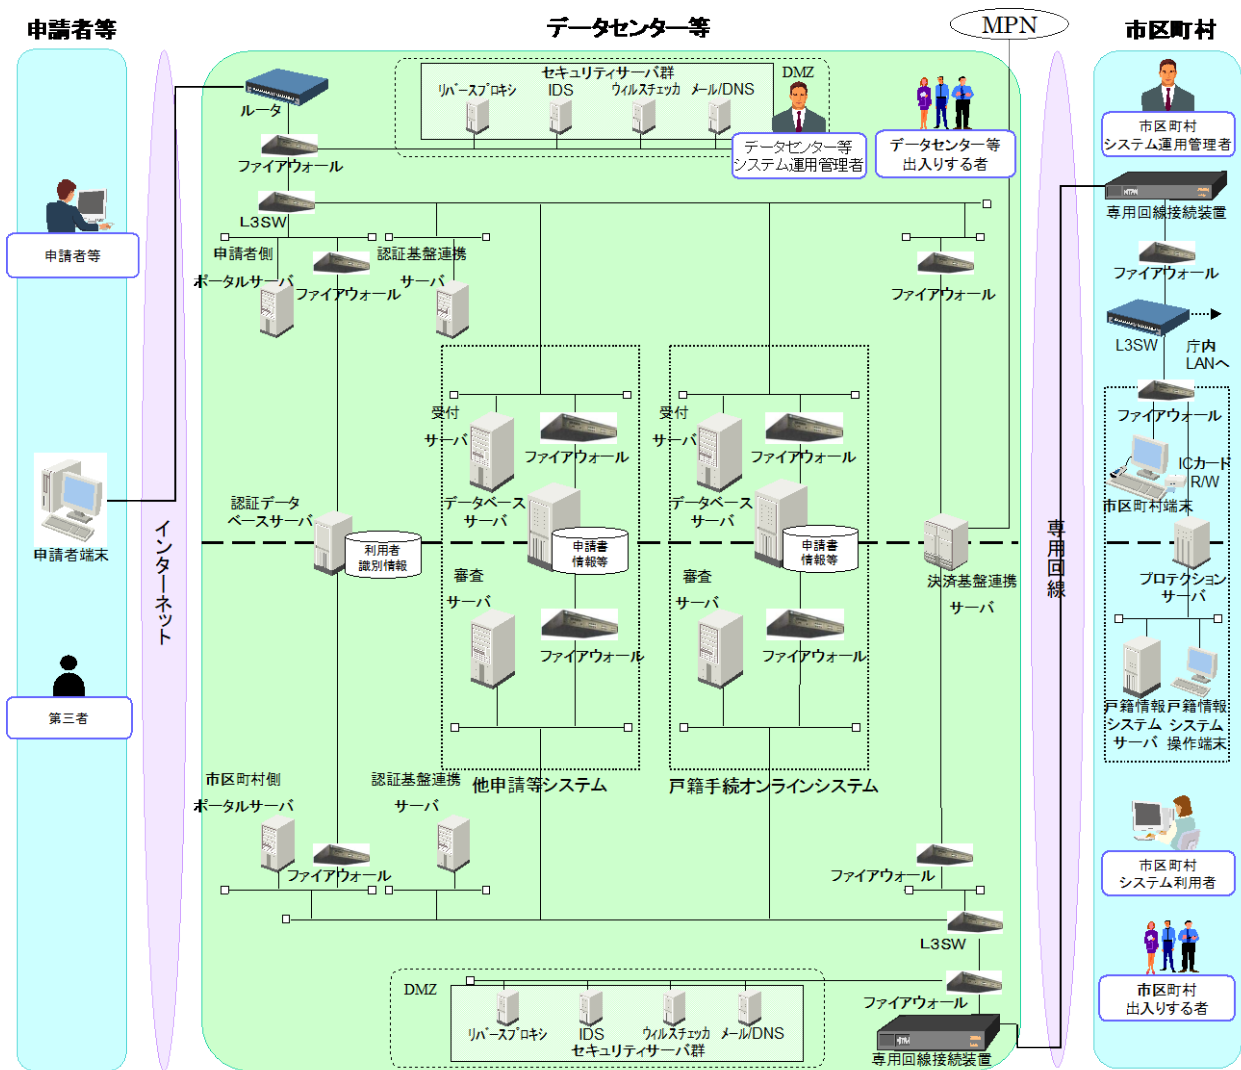 申請者等
データセンター等
MPN
市区町村
ルータ
セキュリティサーバ群
DMZ
リバースプロキシ
IDS
ウィルスチェッカ
メール/DNS
データセンター等
システム運用管理者
データセンター等
出入りする者
市区町村
システム運用管理者
ファイアウォール
L3SW
専用回線接続装置
申請者等
申請者側
ポータルサーバ
ファイアウォール
認証基盤連携
サーバ
ファイアウォール
ファイアウォール
L3SW
庁内
LANへ
受付
サーバ
ファイアウォール
受付
サーバ
ファイアウォール
ファイアウォール
ICカード
R/W
市区町村端末
申請者端末
インターネット
認証データ
ベースサーバ
利用者
識別情報
データベース
サーバ
申請書
情報等
データベース
サーバ
申請書
情報等
決済基盤連携
サーバ
専用回線
プロテクション
サーバ
審査
サーバ
ファイアウォール
審査
サーバ
ファイアウォール
第三者
戸籍情報
システム
サーバ
戸籍情報
システム
操作端末
他申請等システム
戸籍手続オンラインシステム
市区町村側
ポータルサーバ
認証基盤連携
サーバ
ファイアウォール
ファイアウォール
市区町村
システム利用者
L3SW
DMZ
ファイアウォール
市区町村
出入りする者
リバースプロキシ
IDS
ウィルスチェッカ
メール/DNS
セキュリティサーバ群
専用回線接続装置